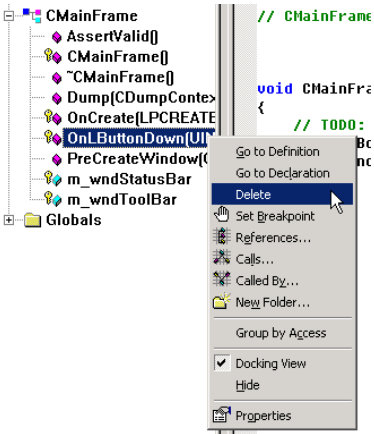 CMainFrame
AssertValid()
CMainFrame()
~CMainFrame()
Dump(CDumpContex
OnCreate(LPCREATE
OnLButtonDown(UI
PreCreateWindow(
m_wndStatusBar
m_wndToolBar
Globals
// CMainFrame
void CMainFra
{
// TODO:
Go to Definition
Go to Declaration
Delete
Set Breakpoint
References...
Calls...
Called By...
New Folder...
Group by Access
Docking View
Hide
Properties